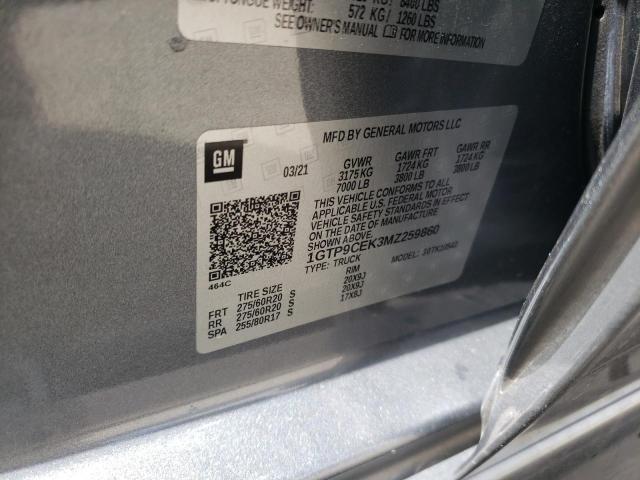 6400 LBS
572 KG/ 1260 LBS
SEE OWNER'S MANUAL FOR MORE INFORMATION
MFD BY GENERAL MOTORS LLC
GM
03/21
GVWR GAWR FRT GAWR RR
3175 KG 1724 KG 1724 KG
7000 LB 3800 LB 3800 LB
THIS VEHICLE CONFORMS TO ALL
APPLICABLE U.S. FEDERAL MOTOR
VEHICLE SAFETY STANDARDS IN EFFECT
ON THE DATE OF MANUFACTURE
SHOWN ABOVE.
1GTP9CEK3MZ259860
TYPE: TRUCK MODEL:
464C
TIRE SIZE RIM
FRT 275/60R20 S 20X9J
RR 275/60R20 S 20X9J
SPA 255/80R17 S 17X8J